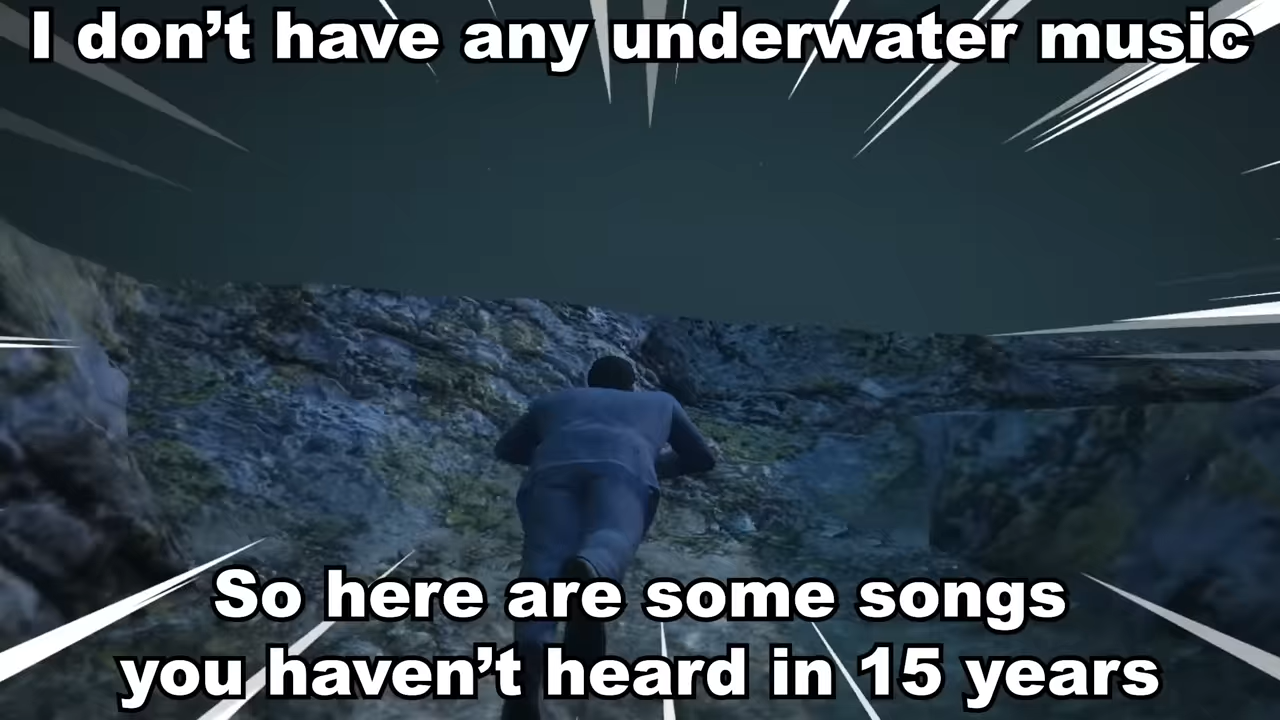 I don’t have any underwater music
So here are some songs
you haven’t heard in 15 years